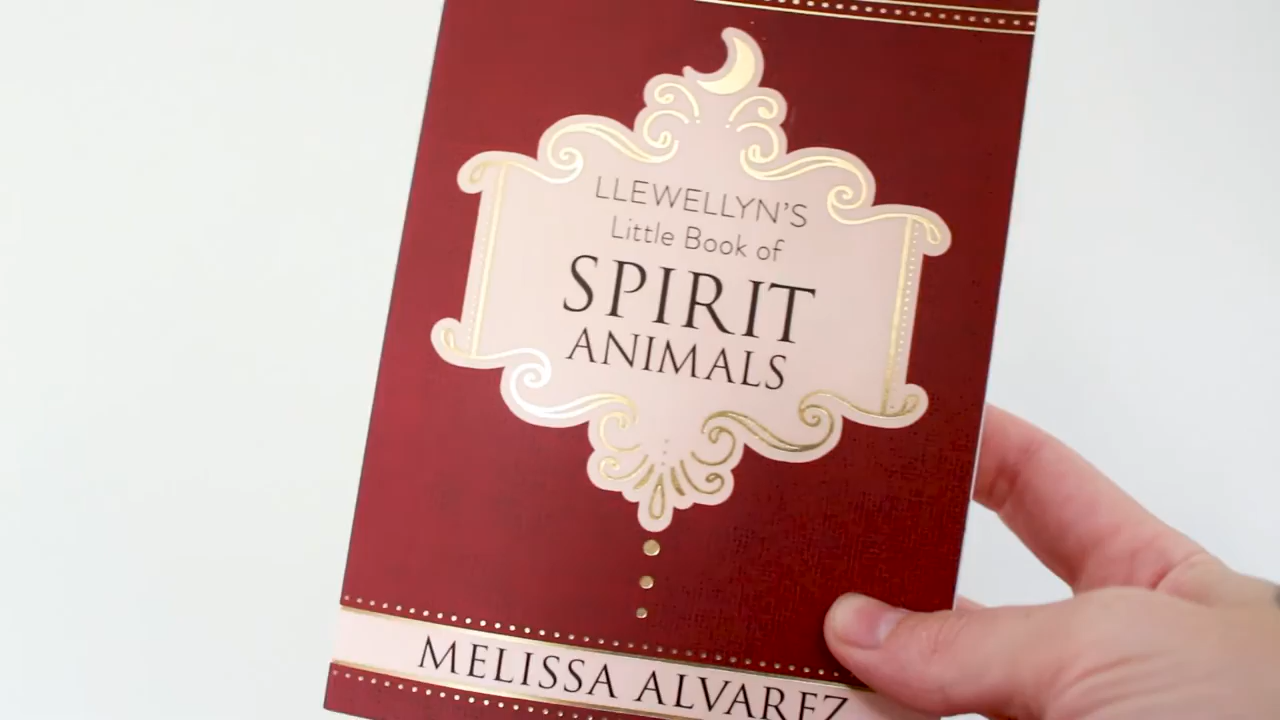 LLEWELLYN'S
Little Book of
SPIRIT
ANIMALS
MELISSA ALVAREZ